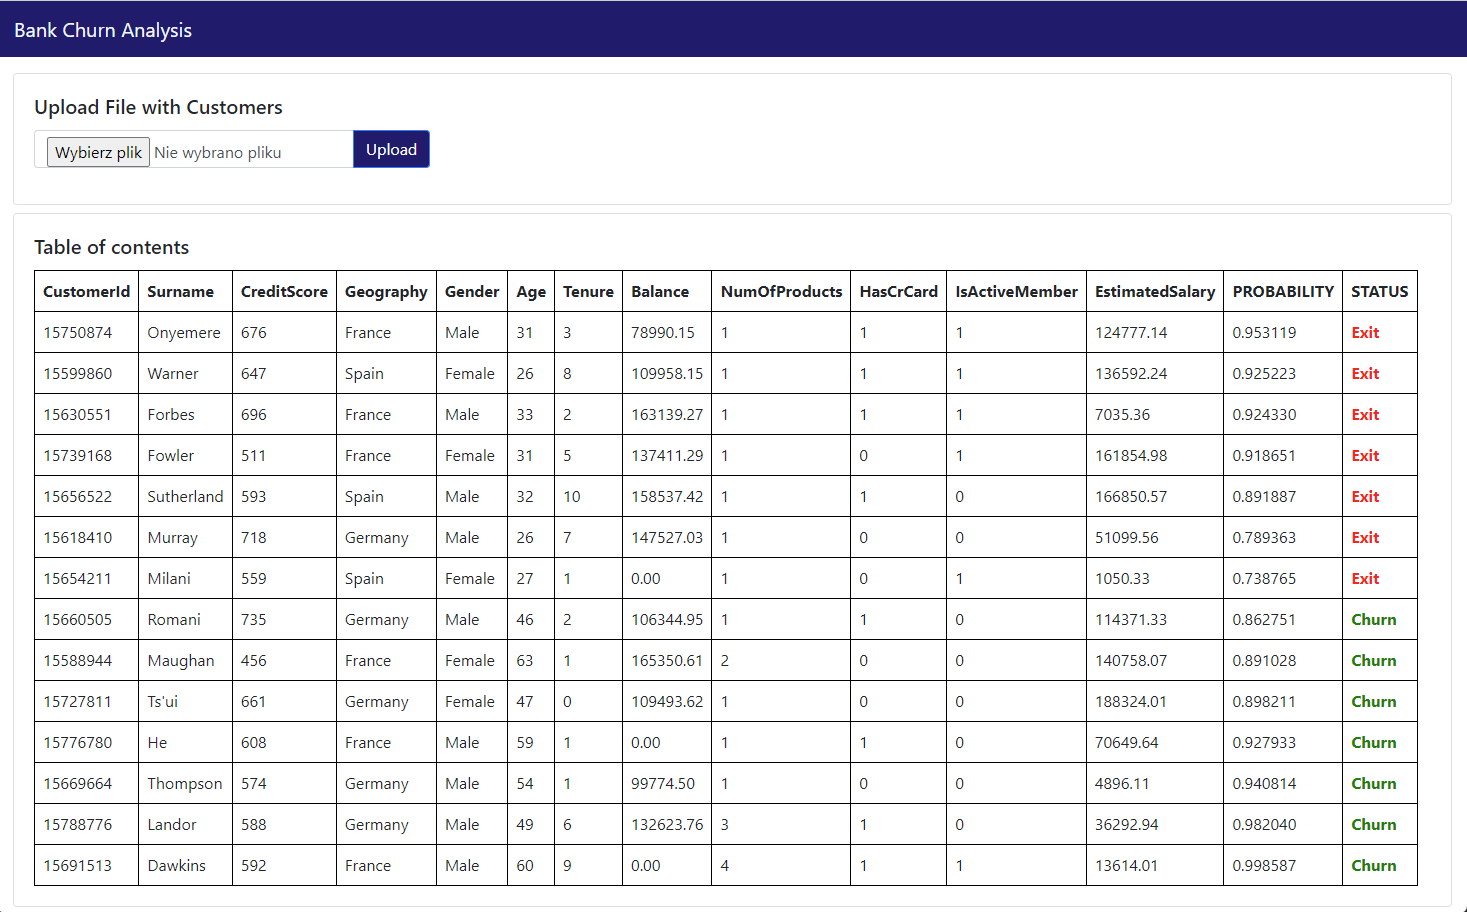 Bank Churn Analysis
Upload File with Customers
Wybierz plik Nie wybrano pliku Upload
Table of contents
CustomerId Surname CreditScore Geography Gender Age Tenure Balance NumOfProducts HasCrCard IsActiveMember EstimatedSalary PROBABILITY STATUS
15750874 Onyemere 676 France Male 31 3 78990.15 1 1 1 124777.14 0.953119 Exit
15599860 Warner 647 Spain Female 26 8 109958.15 1 1 1 136592.24 0.925223 Exit
15630551 Forbes 696 France Male 33 2 163139.27 1 1 1 7035.36 0.924330 Exit
15739168 Fowler 511 France Female 31 5 137411.29 1 0 1 161854.98 0.918651 Exit
15656522 Sutherland 593 Spain Male 32 10 158537.42 1 1 0 166850.57 0.891887 Exit
15618410 Murray 718 Germany Male 26 7 147527.03 1 0 0 51099.56 0.789363 Exit
15654211 Milani 559 Spain Female 27 1 0.00 1 0 1 1050.33 0.738765 Exit
15660505 Romani 735 Germany Male 46 2 106344.95 1 1 0 114371.33 0.862751 Churn
15588944 Maughan 456 France Female 63 1 165350.61 2 0 0 140758.07 0.891028 Churn
15727811 Ts'ui 661 Germany Female 47 0 109493.62 1 0 0 188324.01 0.898211 Churn
15776780 He 608 France Male 59 1 0.00 1 1 0 70649.64 0.927933 Churn
15669664 Thompson 574 Germany Male 54 1 99774.50 1 0 0 4896.11 0.940814 Churn
15788776 Landor 588 Germany Male 49 6 132623.76 3 1 0 36292.94 0.982040 Churn
15691513 Dawkins 592 France Male 60 9 0.00 4 1 1 13614.01 0.998587 Churn